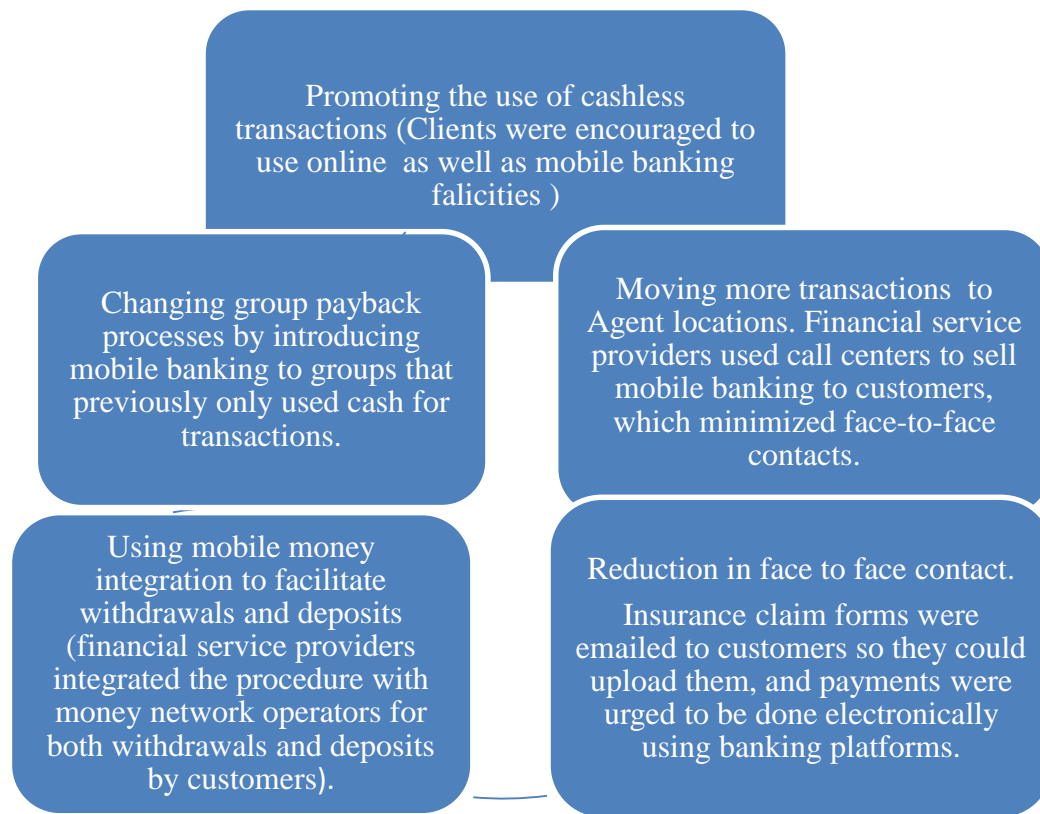 Promoting the use of cashless
transactions (Clients were encouraged to
use online as well as mobile banking
falicities )
Changing group payback
processes by introducing
mobile banking to groups that
previously only used cash for
transactions.
Moving more transactions to
Agent locations. Financial service
providers used call centers to sell
mobile banking to customers,
which minimized face-to-face
contacts.
Using mobile money
integration to facilitate
withdrawals and deposits
(financial service providers
integrated the procedure with
money network operators for
both withdrawals and deposits
by customers).
Reduction in face to face contact.
Insurance claim forms were
emailed to customers so they could
upload them, and payments were
urged to be done electronically
using banking platforms.